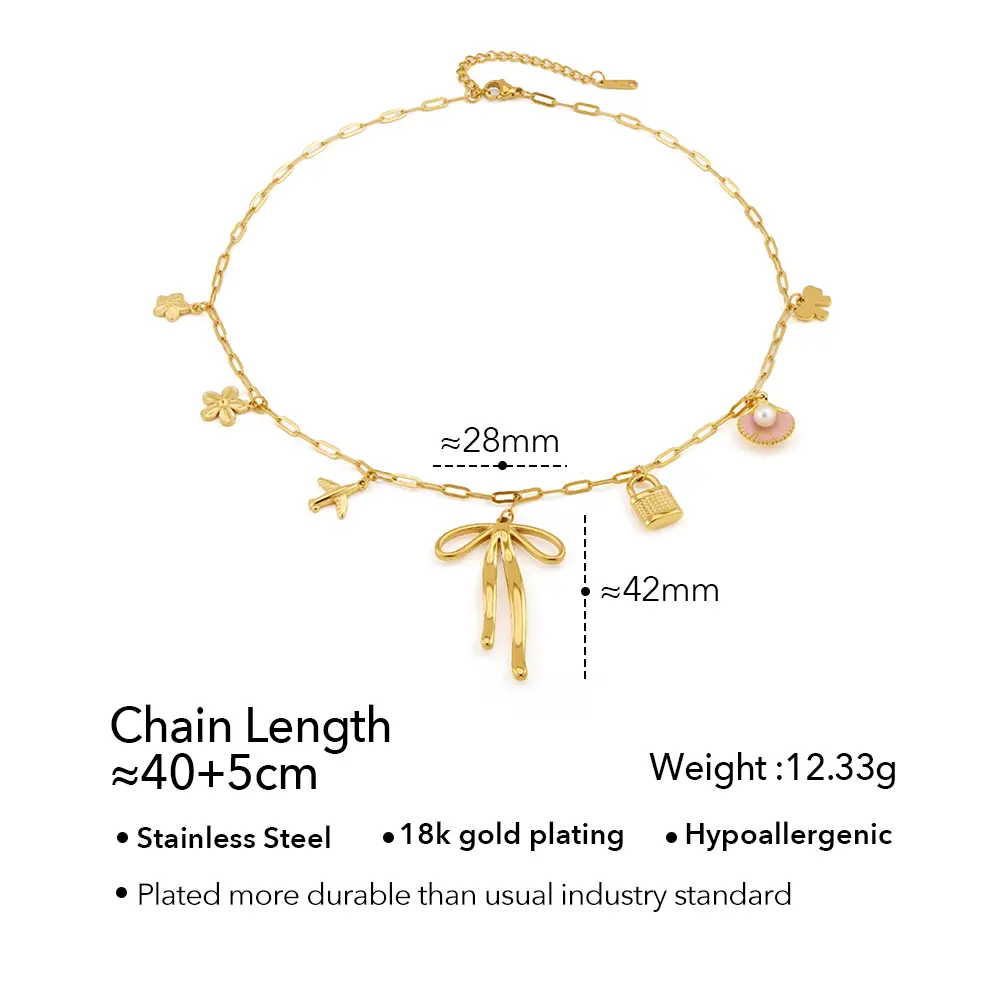 ≈28mm
≈42mm
Chain Length
≈40+5cm
Weight :12.33g
• Stainless Steel
• 18k gold plating
• Hypoallergenic
• Plated more durable than usual industry standard